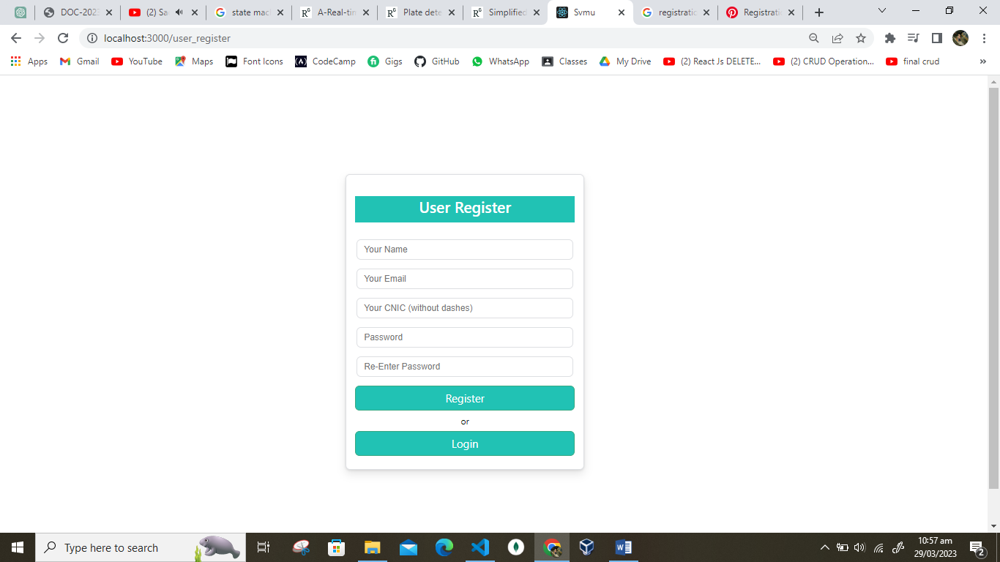 DOC-2023
(2) Sa
state mac
A-Real-tim
Plate dete
Simplified
Svmu
registratio
Registratio
localhost:3000/user_register
Apps
Gmail
YouTube
Maps
Font Icons
CodeCamp
Gigs
GitHub
WhatsApp
Classes
My Drive
(2) React Js DELETE...
(2) CRUD Operation...
final crud
»
User Register
Your Name
Your Email
Your CNIC (without dashes)
Password
Re-Enter Password
Register
or
Login
Type here to search
10:57 am
29/03/2023
2